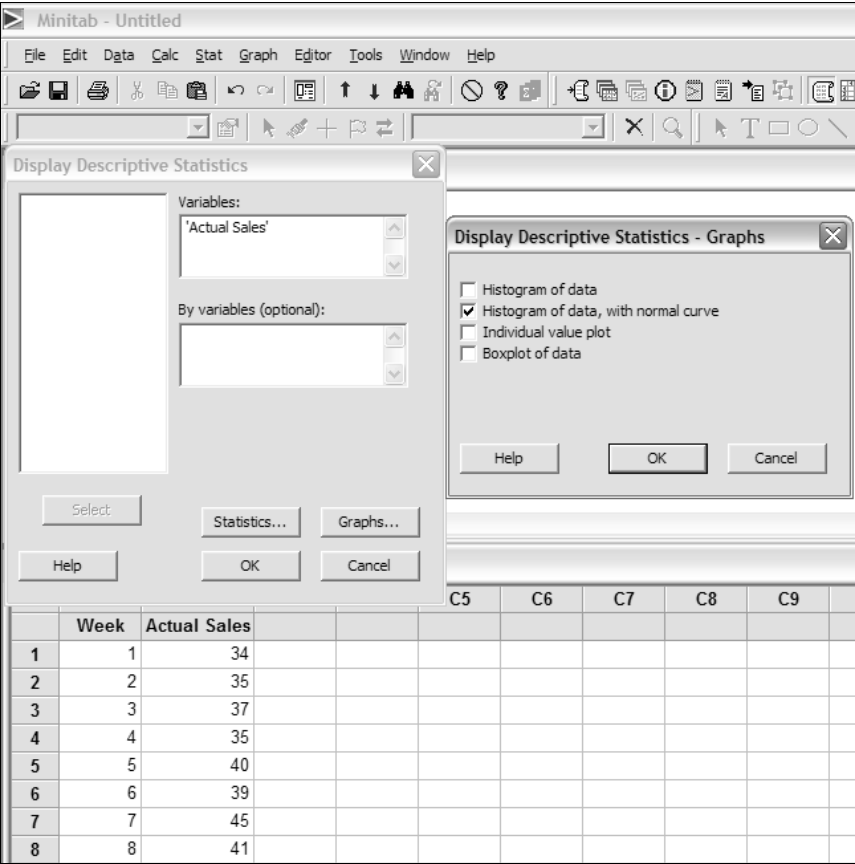 Minitab - Untitled
File Edit Data Calc Stat Graph Editor Tools Window Help
Display Descriptive Statistics
Variables:
'Actual Sales'
By variables (optional):
Select
Statistics...
Graphs...
Help
OK
Cancel
Display Descriptive Statistics - Graphs
Histogram of data
Histogram of data, with normal curve
Individual value plot
Boxplot of data
Help
OK
Cancel
C5 C6 C7 C8 C9
Week Actual Sales
1 1 34
2 2 35
3 3 37
4 4 35
5 5 40
6 6 39
7 7 45
8 8 41